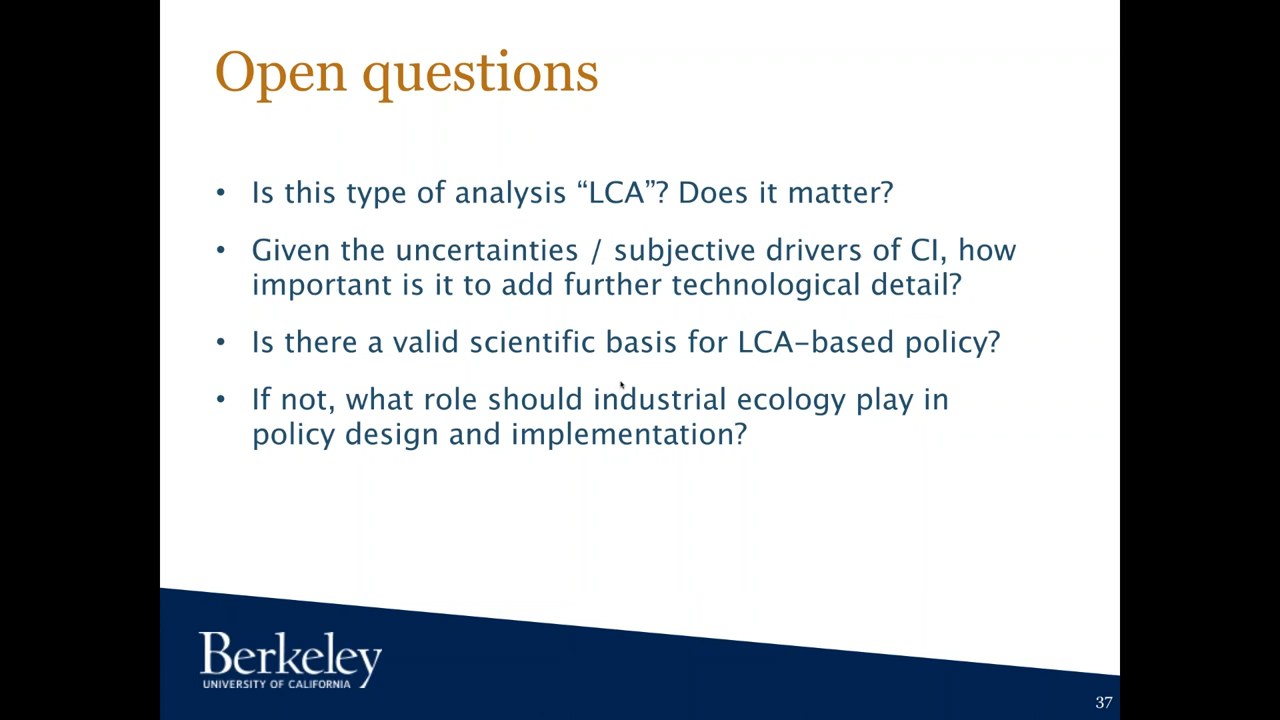 Open questions
• Is this type of analysis “LCA”? Does it matter?
• Given the uncertainties / subjective drivers of CI, how
important is it to add further technological detail?
• Is there a valid scientific basis for LCA-based policy?
• If not, what role should industrial ecology play in
policy design and implementation?
Berkeley
UNIVERSITY OF CALIFORNIA
37